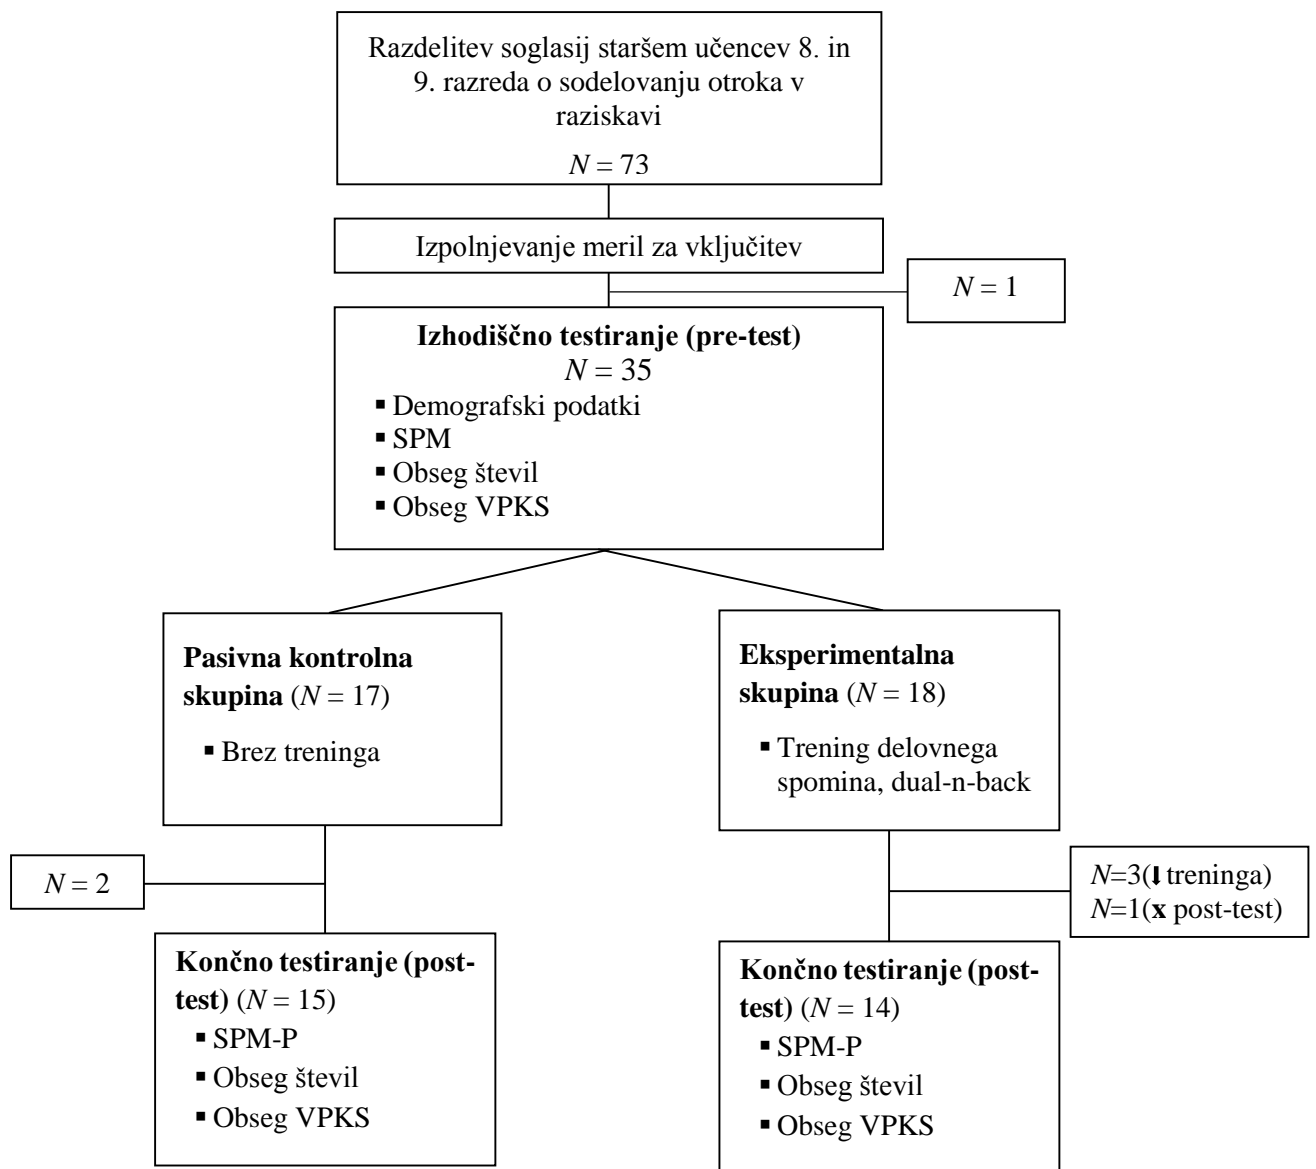 Razdelitev soglasij staršem učencev 8. in
9. razreda o sodelovanju otroka v
raziskavi
N = 73
Izpolnjevanje meril za vključitev
N = 1
Izhodiščno testiranje (pre-test)
N = 35
▪ Demografski podatki
▪ SPM
▪ Obseg števil
▪ Obseg VPKS
Pasivna kontrolna
skupina (N = 17)
▪ Brez treninga
Eksperimentalna
skupina (N = 18)
▪ Trening delovnega
spomina, dual-n-back
N = 2
N=3(⬇treninga)
N=1(x post-test)
Končno testiranje (post-
test) (N = 15)
▪ SPM-P
▪ Obseg števil
▪ Obseg VPKS
Končno testiranje (post-
test) (N = 14)
▪ SPM-P
▪ Obseg števil
▪ Obseg VPKS